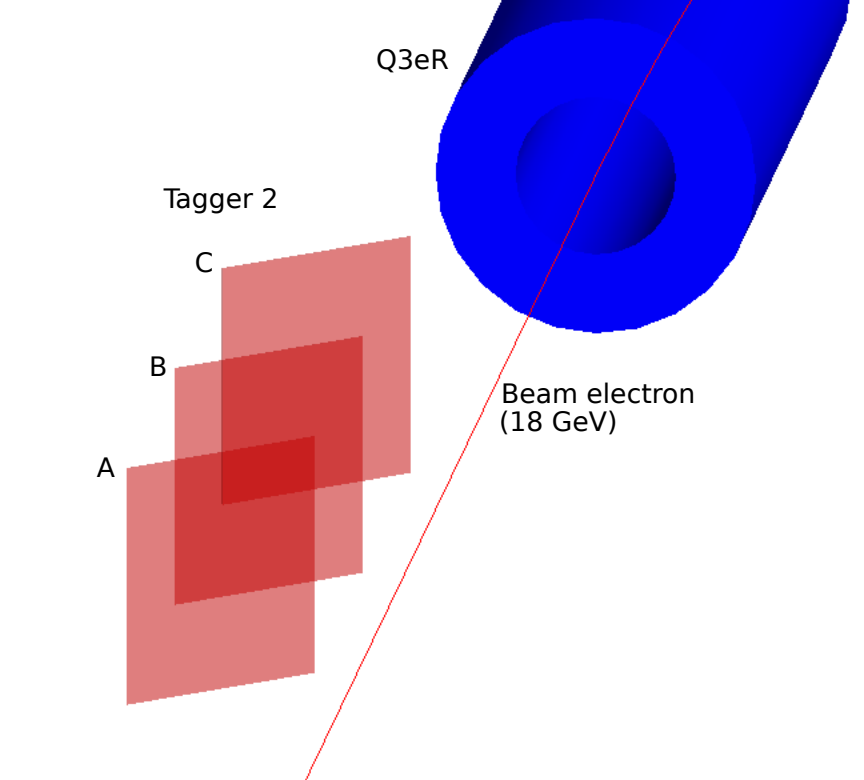 Q3eR
Tagger 2
C
B
Beam electron
(18 GeV)
A